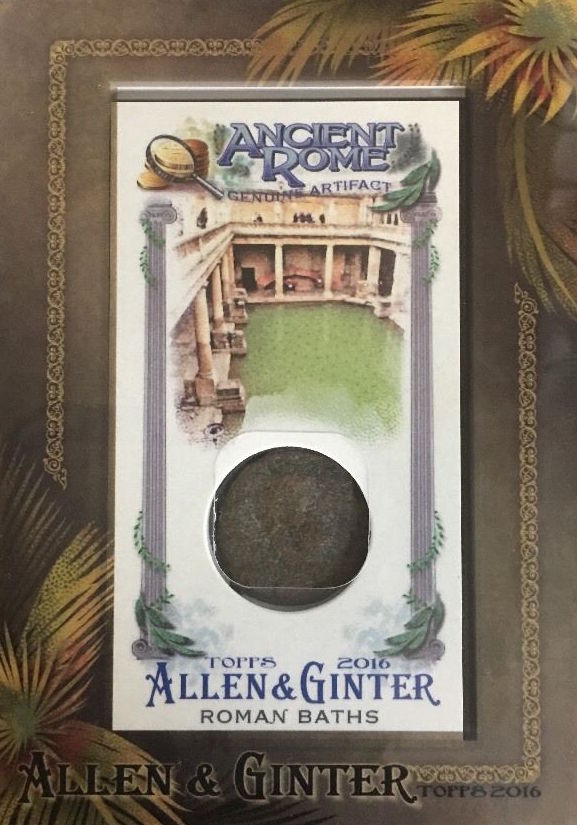 ANCIENT
ROME
GENUINE ARTIFACT
TOPPS 2016
ALLEN & GINTER
ROMAN BATHS
ALLEN & GINTER TOPPS 2016